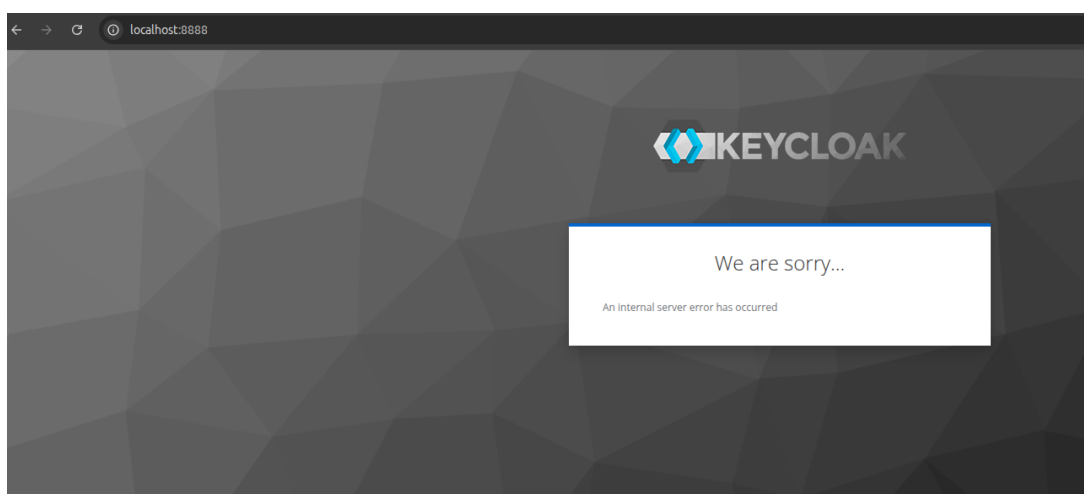 localhost:8888
KEYCLOAK
We are sorry...
An internal server error has occurred